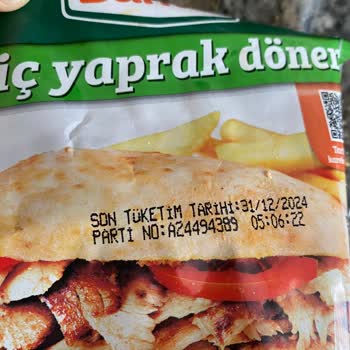 iç yaprak döner
SON TÜKETİM TARİHİ:31/12/2024
PARTİ NO:A24494389 05:06:22